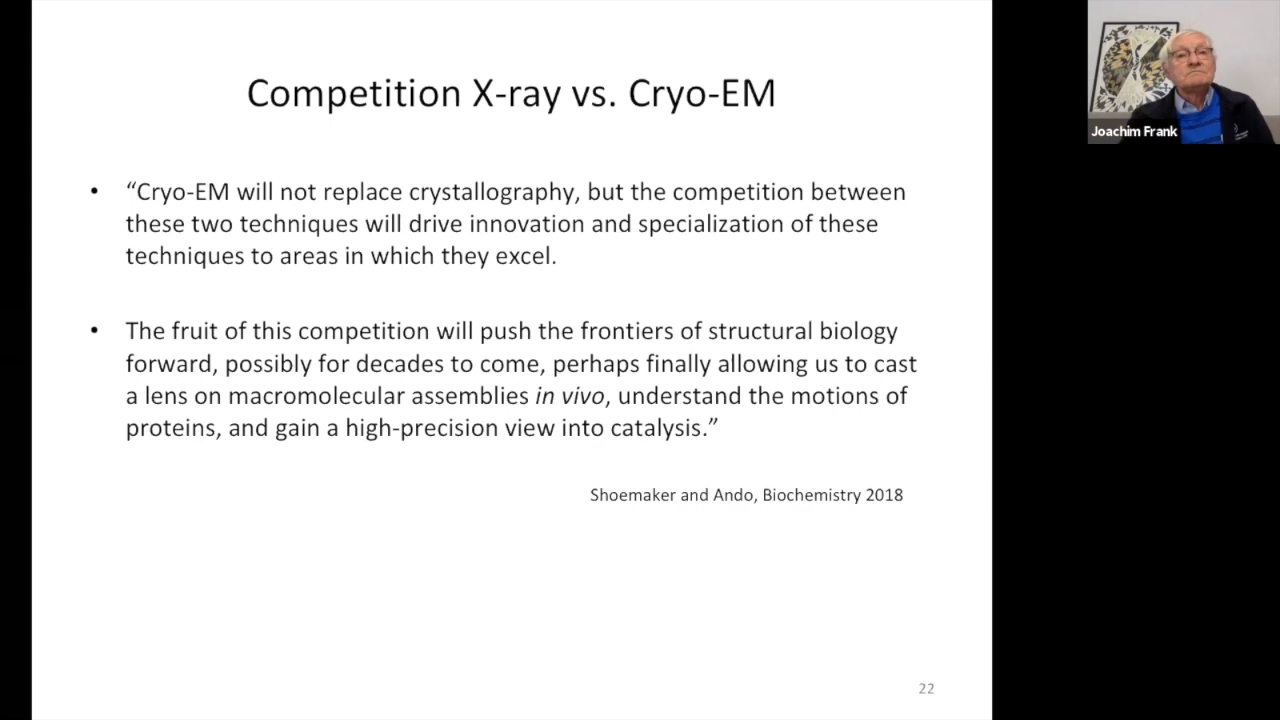 Competition X-ray vs. Cryo-EM
• “Cryo-EM will not replace crystallography, but the competition between
these two techniques will drive innovation and specialization of these
techniques to areas in which they excel.
• The fruit of this competition will push the frontiers of structural biology
forward, possibly for decades to come, perhaps finally allowing us to cast
a lens on macromolecular assemblies in vivo, understand the motions of
proteins, and gain a high-precision view into catalysis.”
Shoemaker and Ando, Biochemistry 2018
22
Joachim Frank